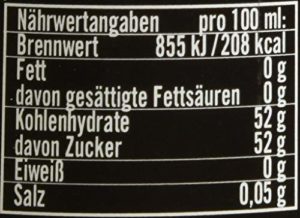 Nährwertangaben pro 100 ml:
Brennwert 855 kJ/208 kcal
Fett 0 g
davon gesättigte Fettsäuren 0 g
Kohlenhydrate 52 g
davon Zucker 52 g
Eiweiß 0 g
Salz 0,05 g